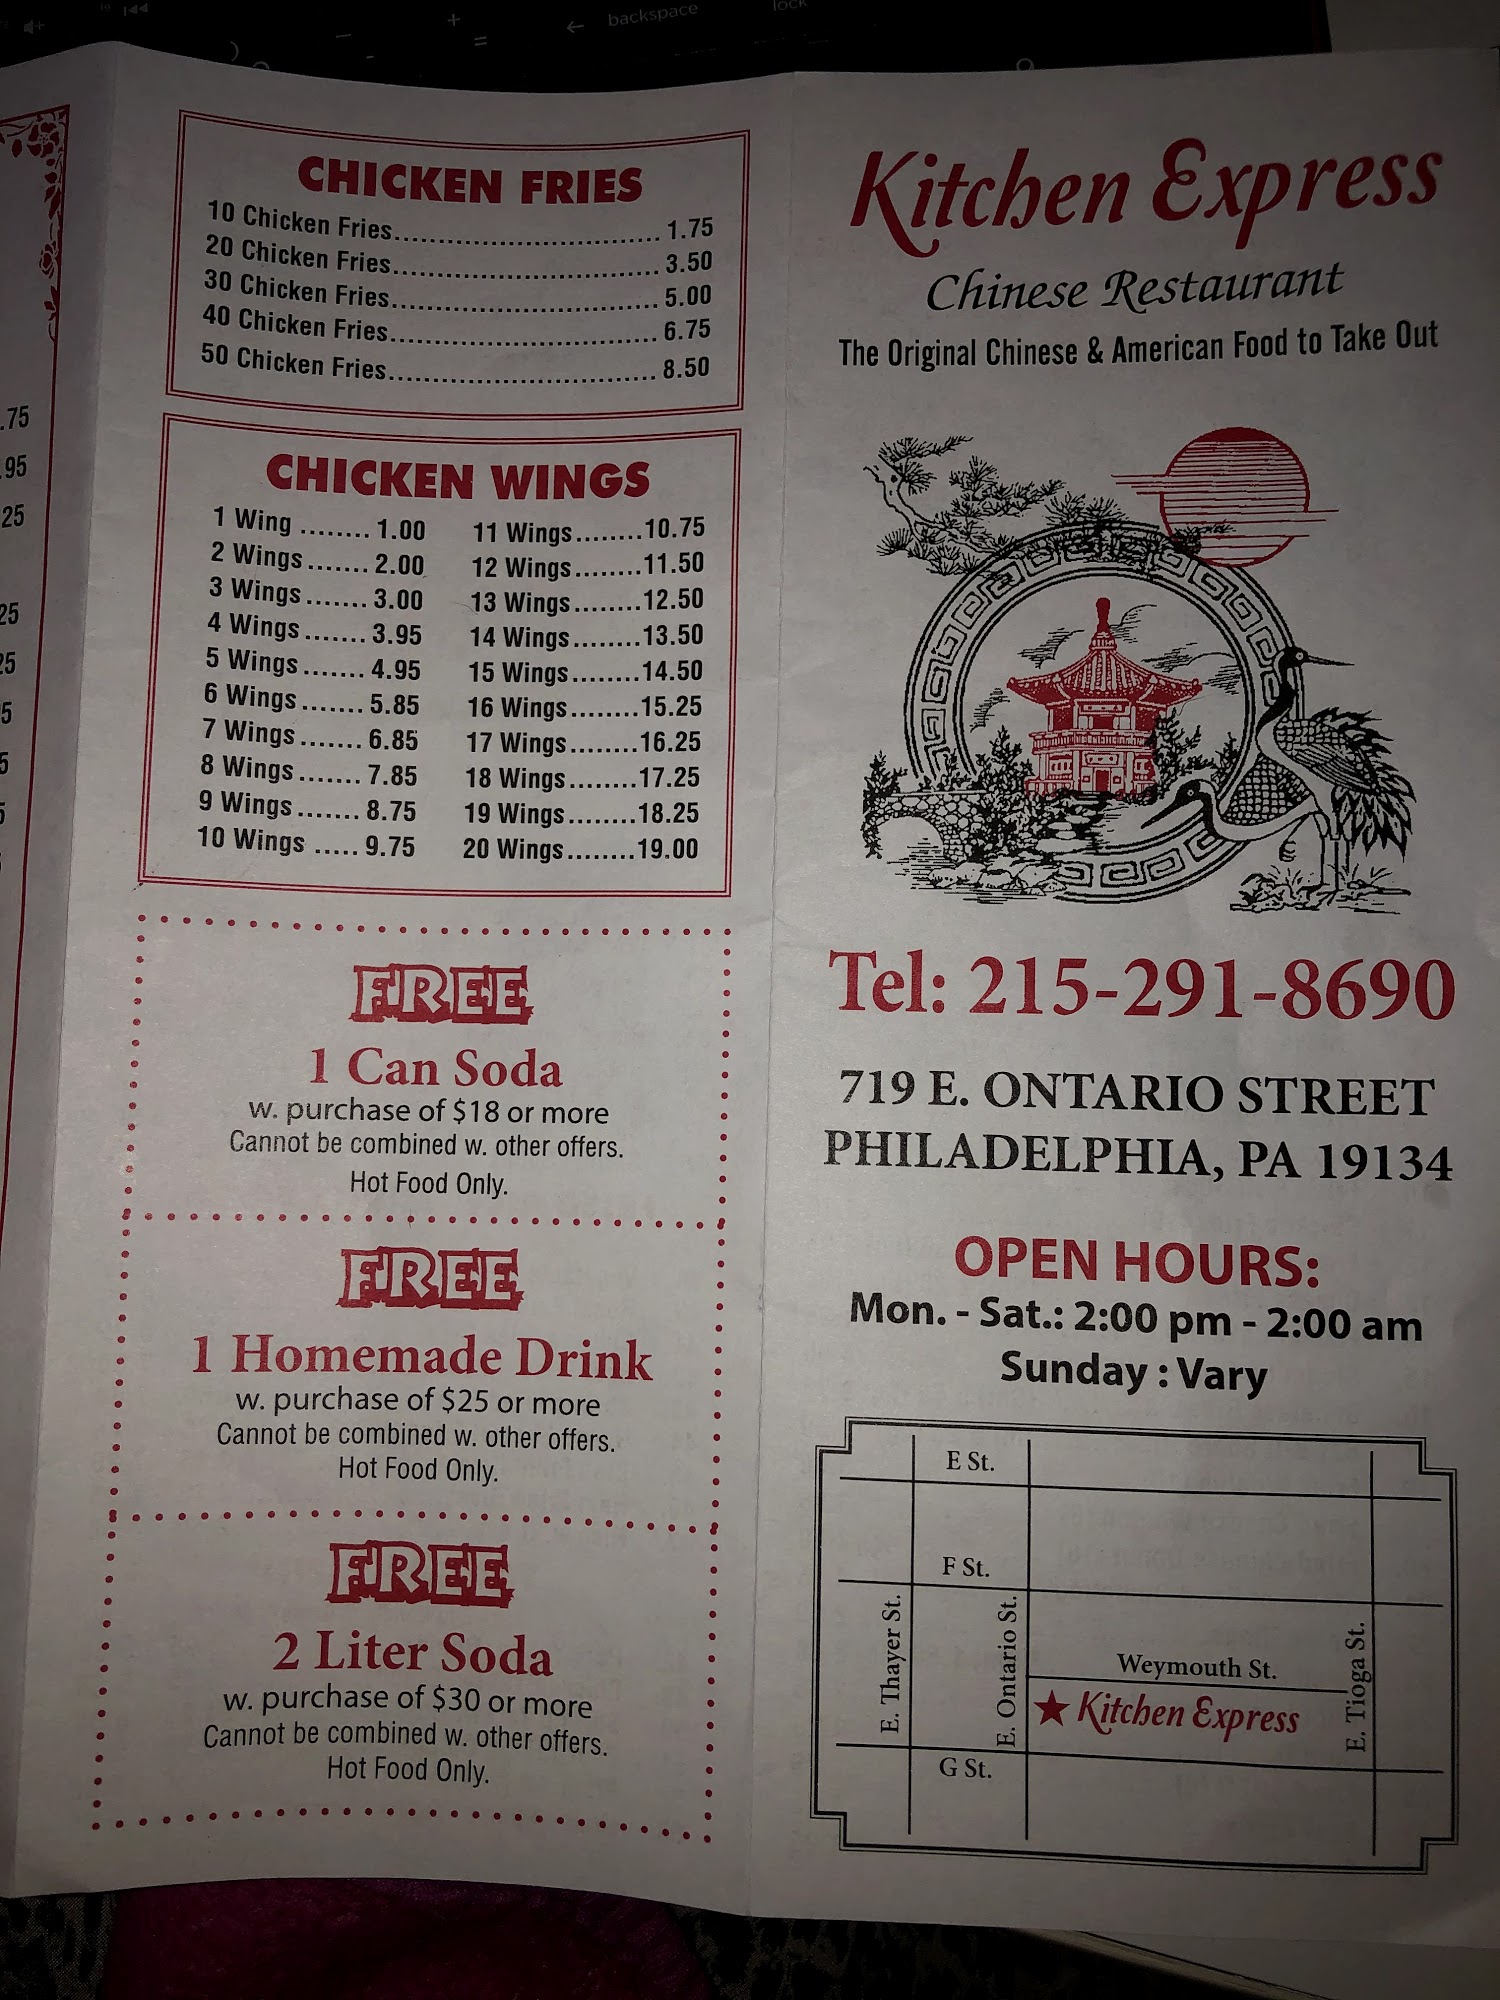 backspace
lock
.75
.95
25
25
25
5
5
5
CHICKEN FRIES
10 Chicken Fries.............................. 1.75
20 Chicken Fries.............................. 3.50
30 Chicken Fries.............................. 5.00
40 Chicken Fries.............................. 6.75
50 Chicken Fries.............................. 8.50
CHICKEN WINGS
1 Wing ........ 1.00
2 Wings ....... 2.00
3 Wings ....... 3.00
4 Wings ....... 3.95
5 Wings ....... 4.95
6 Wings ....... 5.85
7 Wings ....... 6.85
8 Wings ....... 7.85
9 Wings ....... 8.75
10 Wings ..... 9.75
11 Wings........10.75
12 Wings........11.50
13 Wings........12.50
14 Wings........13.50
15 Wings........14.50
16 Wings........15.25
17 Wings........16.25
18 Wings........17.25
19 Wings........18.25
20 Wings........19.00
FREE
1 Can Soda
w. purchase of $18 or more
Cannot be combined w. other offers.
Hot Food Only.
FREE
1 Homemade Drink
w. purchase of $25 or more
Cannot be combined w. other offers.
Hot Food Only.
FREE
2 Liter Soda
w. purchase of $30 or more
Cannot be combined w. other offers.
Hot Food Only.
Kitchen Express
Chinese Restaurant
The Original Chinese & American Food to Take Out
Tel: 215-291-8690
719 E. ONTARIO STREET
PHILADELPHIA, PA 19134
OPEN HOURS:
Mon. - Sat.: 2:00 pm - 2:00 am
Sunday : Vary
E St.
F St.
E. Thayer St.
E. Ontario St.
Weymouth St.
★ Kitchen Express
E. Tioga St.
G St.